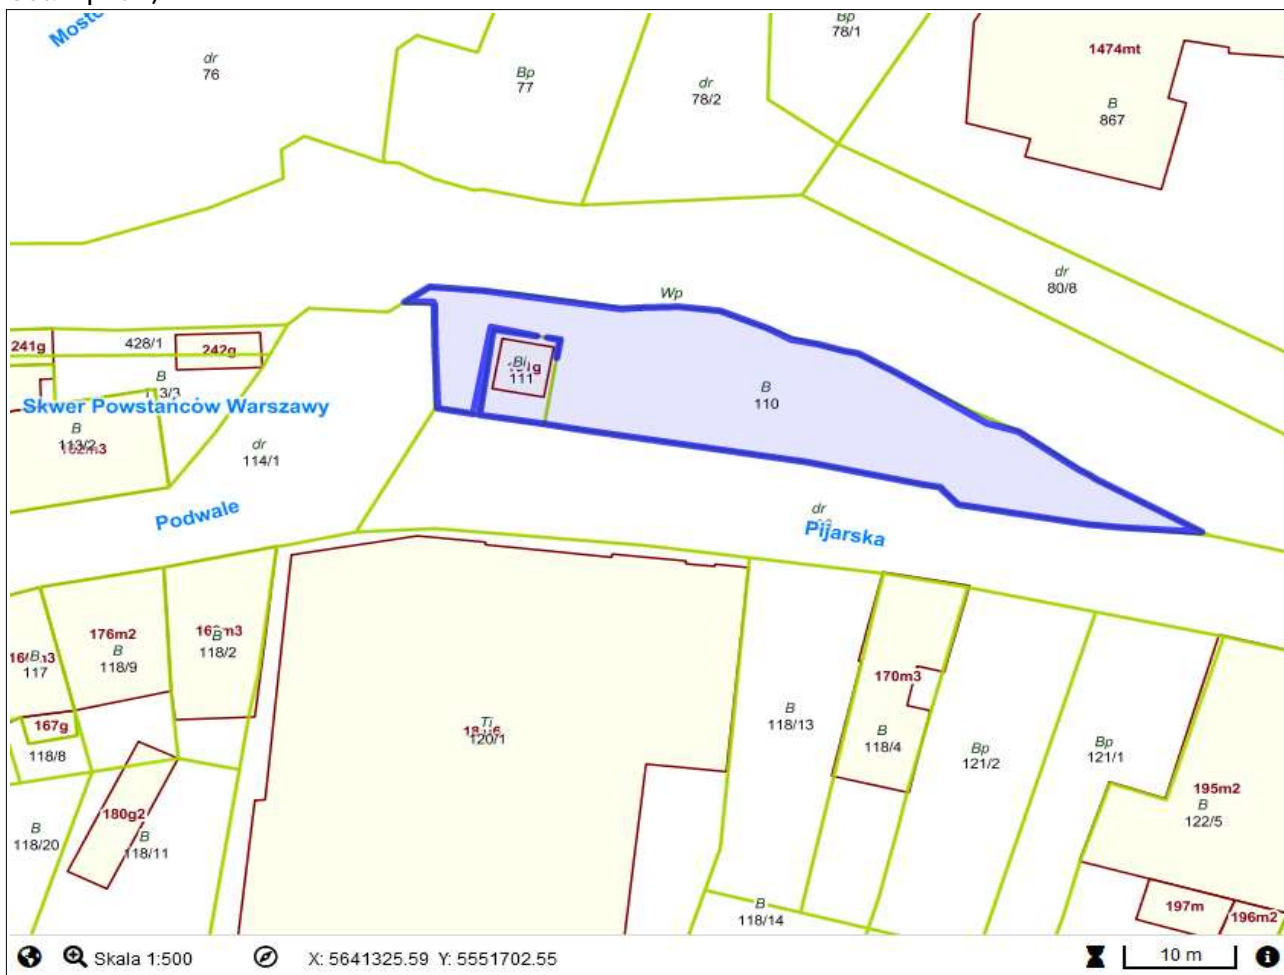 Mosto
dr
76
Bp
77
dr
78/2
Bp
78/1
1474mt
B
867
dr
80/8
Wp
241g
428/1
242g
B
Skwer Powstańców Warszawy
B
113/2
dr
114/1
Podwale
Bi
111
B
110
dr
Pijarska
176m2
B
118/9
B
118/2
B
117
167g
118/8
180g2
B
118/20
B
118/11
Ti
120/1
B
118/13
170m3
B
118/4
Bp
121/2
Bp
121/1
195m2
B
122/5
197m
196m2
B
118/14
Skala 1:500
X: 5641325.59 Y: 5551702.55
10 m